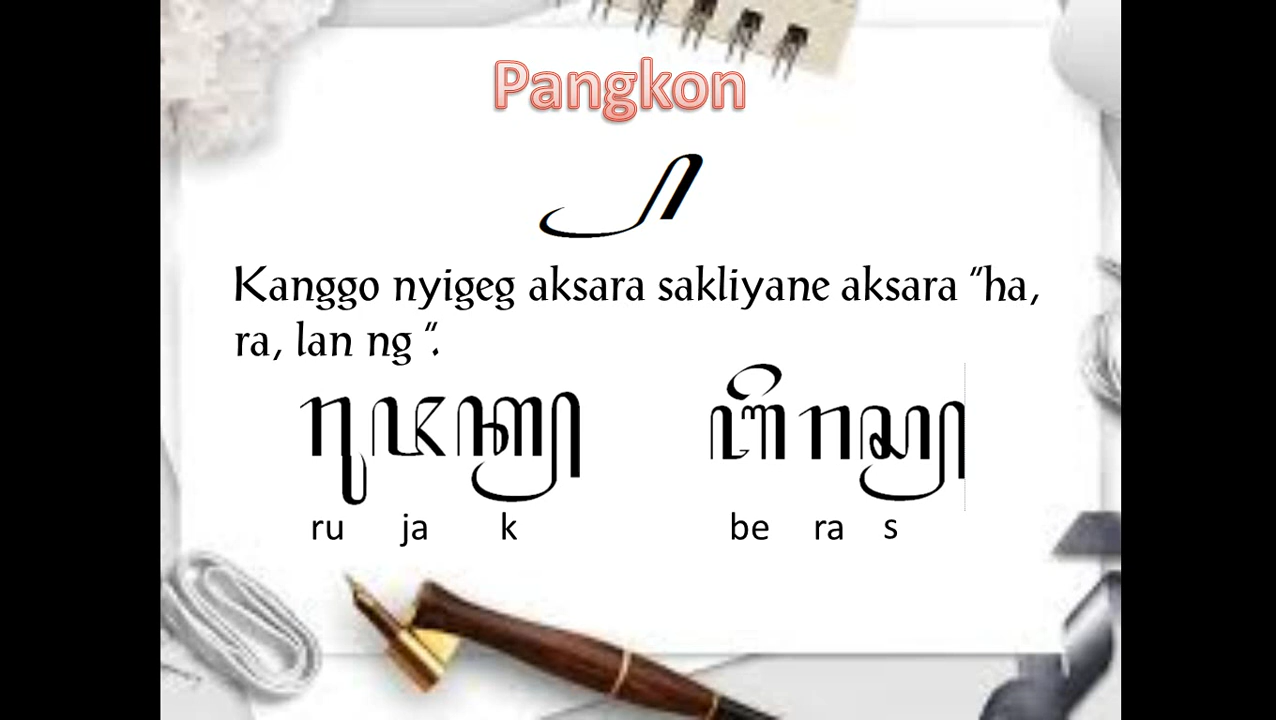 Pangkon
꧀
Kanggo nyigeg aksara sakliyane aksara “ha,
ra, lan ng “.
ꦫꦸꦗꦏ꧀ ꦧꦼꦫꦱ꧀
ru ja k be ra s